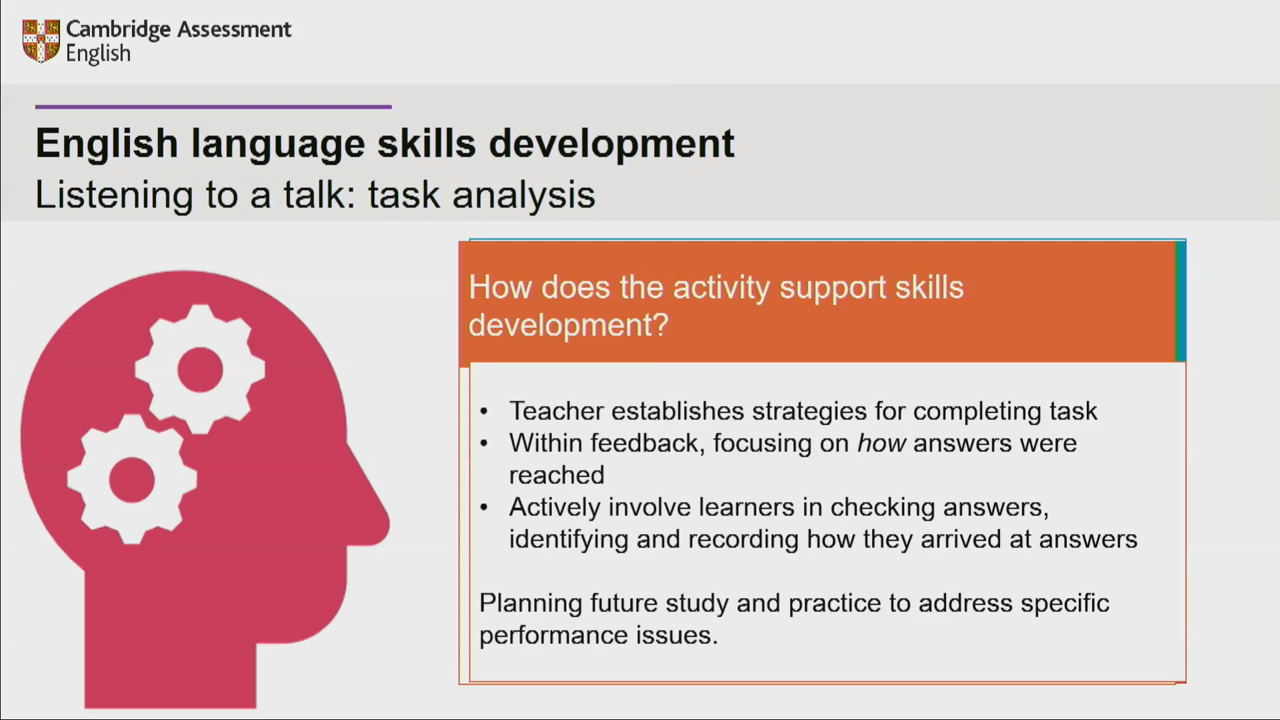 Cambridge Assessment
English
English language skills development
Listening to a talk: task analysis
How does the activity support skills
development?
• Teacher establishes strategies for completing task
• Within feedback, focusing on how answers were
reached
• Actively involve learners in checking answers,
identifying and recording how they arrived at answers
Planning future study and practice to address specific
performance issues.